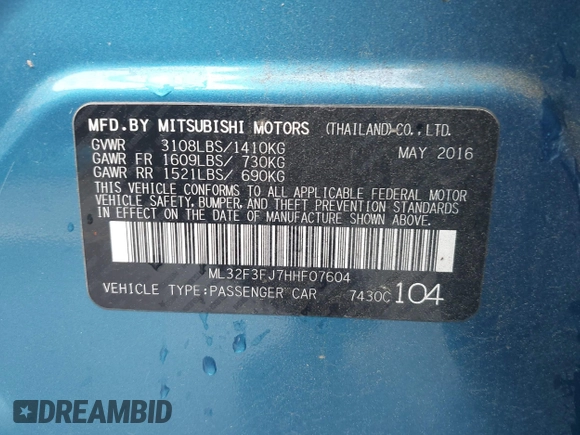 MFD. BY MITSUBISHI MOTORS (THAILAND) CO., LTD.
GVWR 3108LBS/1410KG MAY 2016
GAWR FR 1609LBS/ 730KG
GAWR RR 1521LBS/ 690KG
THIS VEHICLE CONFORMS TO ALL APPLICABLE FEDERAL MOTOR
VEHICLE SAFETY, BUMPER, AND THEFT PREVENTION STANDARDS
IN EFFECT ON THE DATE OF MANUFACTURE SHOWN ABOVE.
ML32F3FJ7HHF07604
VEHICLE TYPE:PASSENGER CAR 7430C 104
DREAMBID